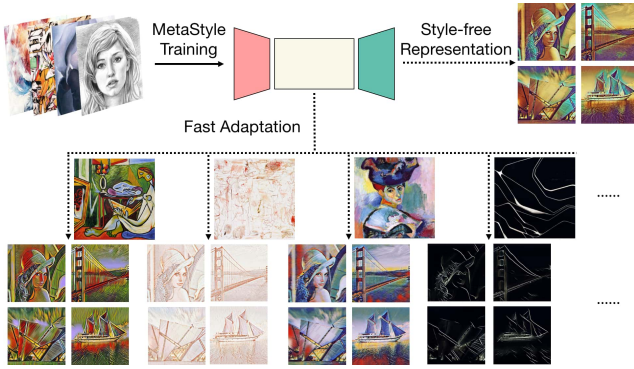 MetaStyle
Training
Style-free
Representation
Fast Adaptation
......
......